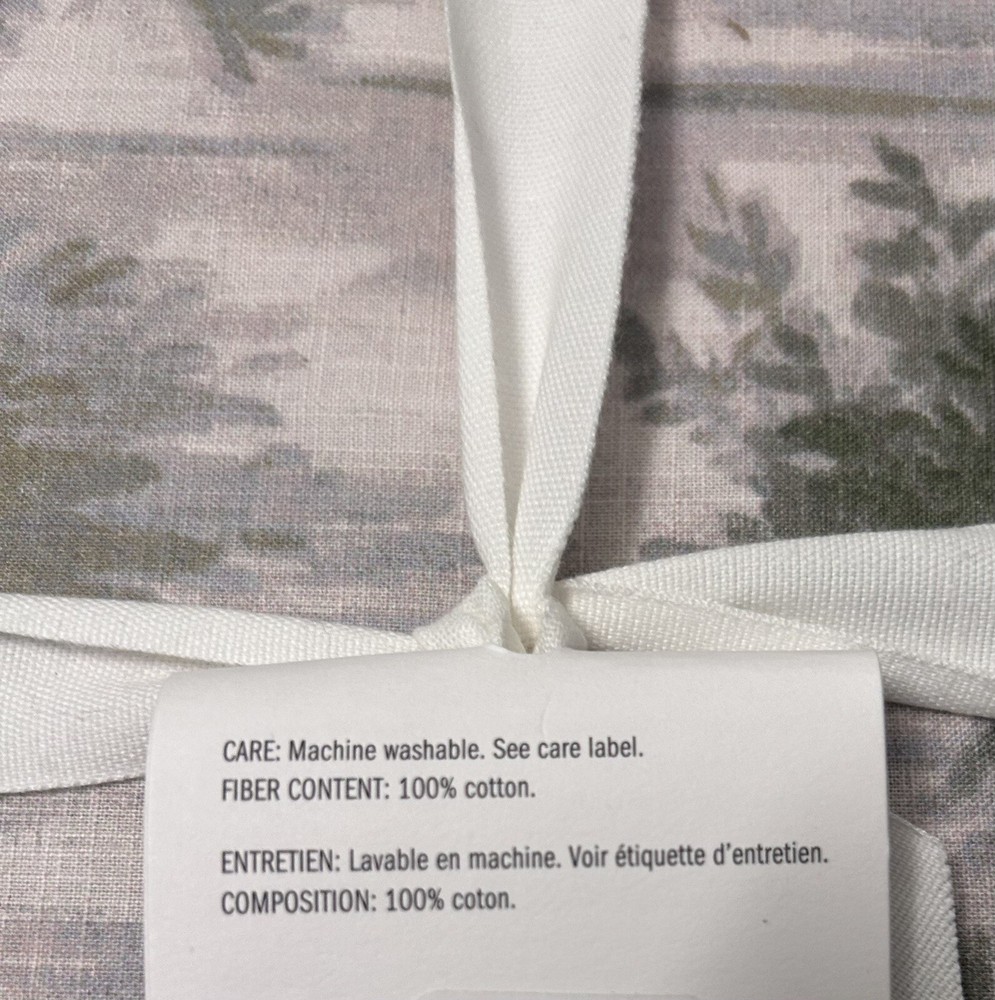 CARE: Machine washable. See care label.
FIBER CONTENT: 100% cotton.
ENTRETIEN: Lavable en machine. Voir étiquette d'entretien.
COMPOSITION: 100% coton.